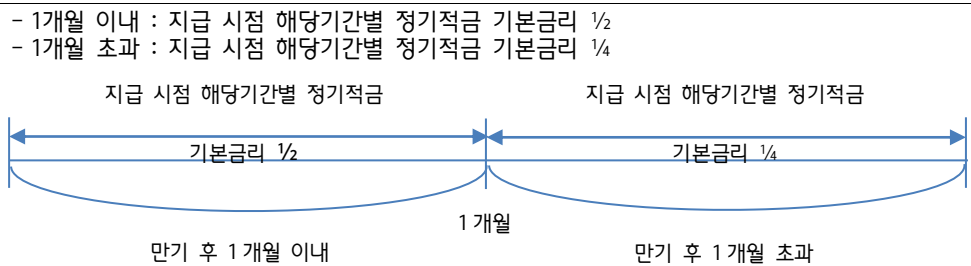 - 1개월 이내 : 지급 시점 해당기간별 정기적금 기본금리 ½
- 1개월 초과 : 지급 시점 해당기간별 정기적금 기본금리 ¼
지급 시점 해당기간별 정기적금 지급 시점 해당기간별 정기적금
기본금리 ½ 기본금리 ¼
1개월
만기 후 1개월 이내 만기 후 1개월 초과